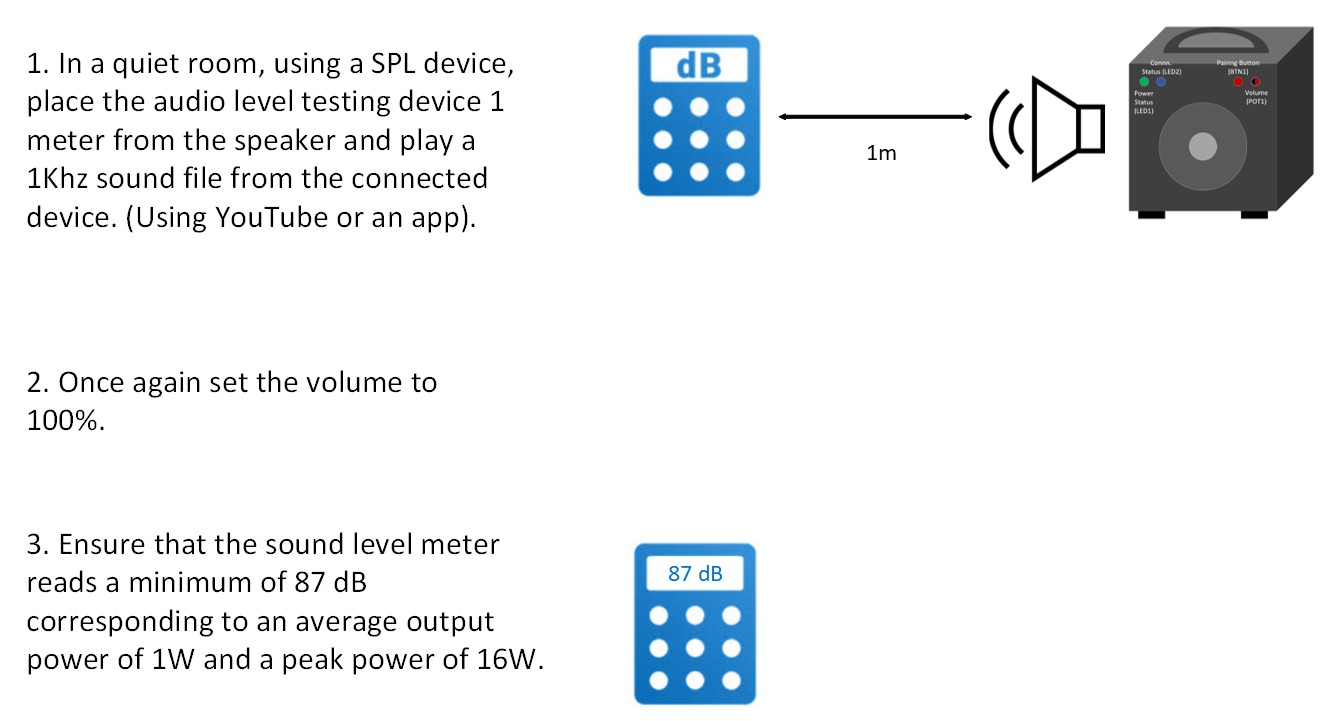 1. In a quiet room, using a SPL device,
place the audio level testing device 1
meter from the speaker and play a
1Khz sound file from the connected
device. (Using YouTube or an app).
dB
1m
Conn.
Status (LED2)
Pairing Button
(BTN1)
Power
Status
(LED1)
Volume
(POT1)
2. Once again set the volume to
100%.
3. Ensure that the sound level meter
reads a minimum of 87 dB
corresponding to an average output
power of 1W and a peak power of 16W.
87 dB